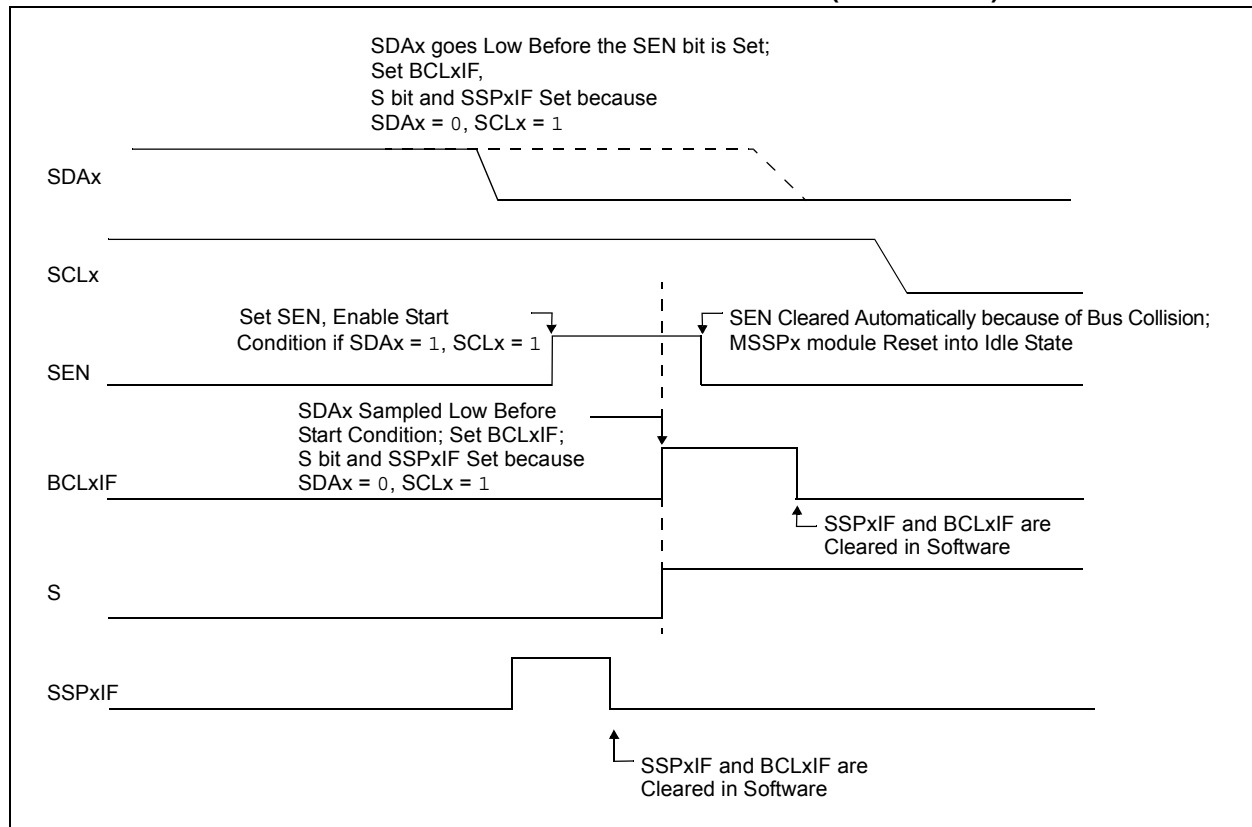 SDAx goes Low Before the SEN bit is Set;
Set BCLxIF,
S bit and SSPxIF Set because
SDAx = 0, SCLx = 1
SDAx
SCLx
Set SEN, Enable Start
Condition if SDAx = 1, SCLx = 1
SEN Cleared Automatically because of Bus Collision;
MSSPx module Reset into Idle State
SEN
SDAx Sampled Low Before
Start Condition; Set BCLxIF;
S bit and SSPxIF Set because
SDAx = 0, SCLx = 1
BCLxIF
SSPxIF and BCLxIF are
Cleared in Software
S
SSPxIF
SSPxIF and BCLxIF are
Cleared in Software